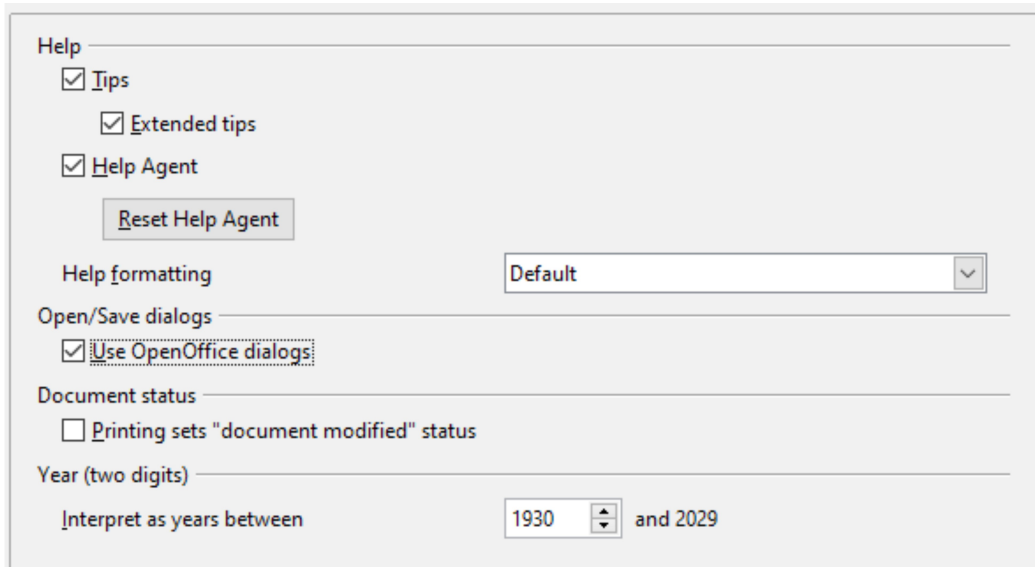 Help
Tips
Extended tips
Help Agent
Reset Help Agent
Help formatting Default
Open/Save dialogs
Use OpenOffice dialogs
Document status
Printing sets "document modified" status
Year (two digits)
Interpret as years between 1930 and 2029